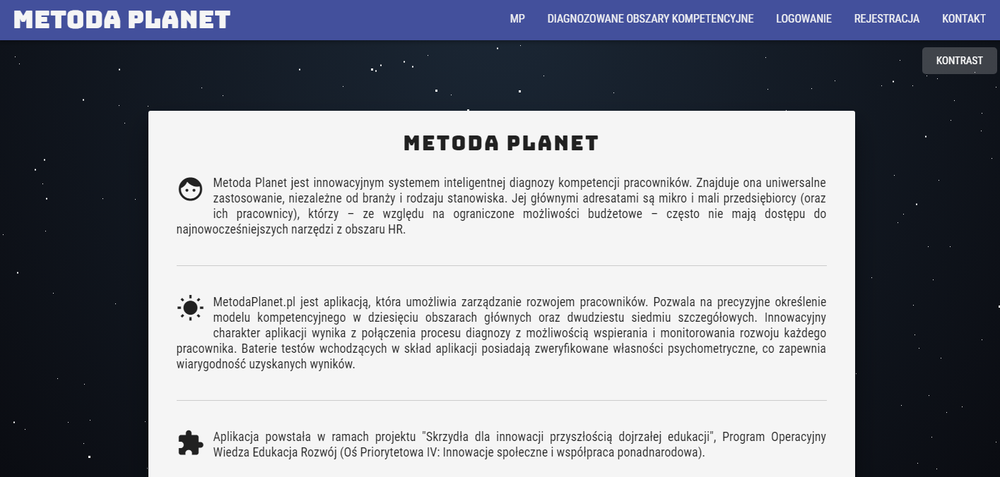 METODA PLANET
MP DIAGNOZOWANE OBSZARY KOMPETENCYJNE LOGOWANIE REJESTRACJA KONTAKT
KONTRAST
METODA PLANET
Metoda Planet jest innowacyjnym systemem inteligentnej diagnozy kompetencji pracowników. Znajduje ona uniwersalne
zastosowanie, niezależne od branży i rodzaju stanowiska. Jej głównymi adresatami są mikro i mali przedsiębiorcy (oraz
ich pracownicy), którzy – ze względu na ograniczone możliwości budżetowe – często nie mają dostępu do
najnowocześniejszych narzędzi z obszaru HR.
MetodaPlanet.pl jest aplikacją, która umożliwia zarządzanie rozwojem pracowników. Pozwala na precyzyjne określenie
modelu kompetencyjnego w dziesięciu obszarach głównych oraz dwudziestu siedmiu szczegółowych. Innowacyjny
charakter aplikacji wynika z połączenia procesu diagnozy z możliwością wspierania i monitorowania rozwoju każdego
pracownika. Baterie testów wchodzących w skład aplikacji posiadają zweryfikowane własności psychometryczne, co zapewnia
wiarygodność uzyskanych wyników.
Aplikacja powstała w ramach projektu "Skrzydła dla innowacji przyszłością dojrzałej edukacji", Program Operacyjny
Wiedza Edukacja Rozwój (Oś Priorytetowa IV: Innowacje społeczne i współpraca ponadnarodowa).